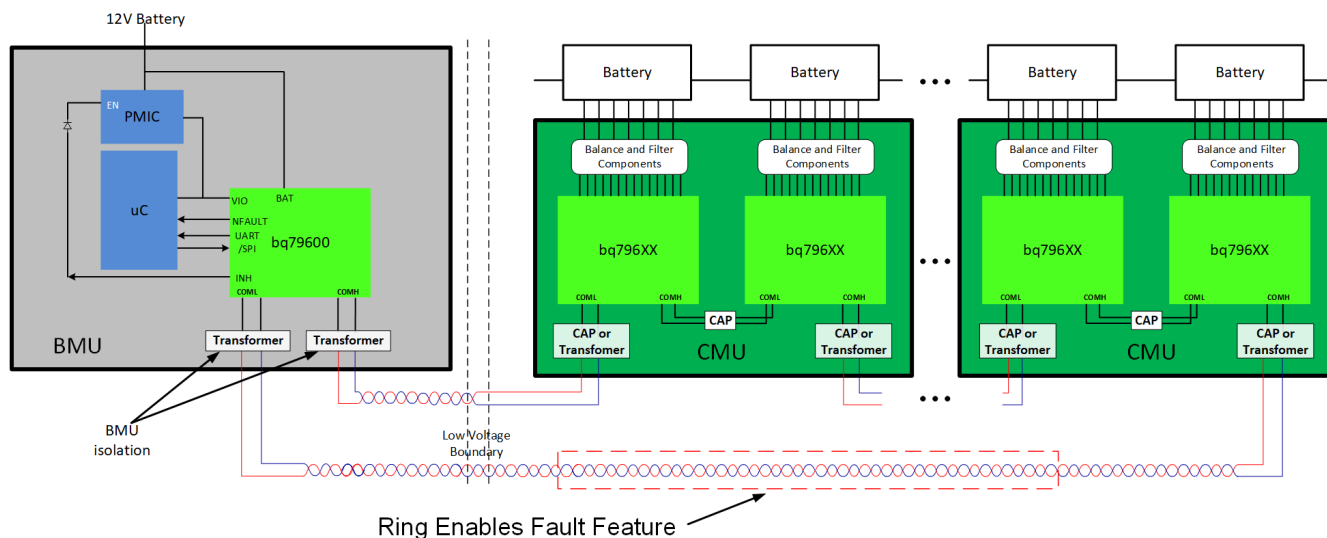 12V Battery
EN
PMIC
uC
VIO
BAT
NFAULT
UART
/SPI
bq79600
INH
COML
COMH
Transformer
Transformer
BMU
BMU
isolation
Low Voltage
Boundary
Battery
Battery
•••
Battery
Battery
Balance and Filter
Components
Balance and Filter
Components
Balance and Filter
Components
Balance and Filter
Components
bq796XX
bq796XX
•••
bq796XX
bq796XX
COML
COMH
COML
COMH
COML
COMH
COML
COMH
CAP
CAP
CAP or
Transfomer
CMU
CAP or
Transfomer
CAP or
Transfomer
CMU
CAP or
Transfomer
•••
Ring Enables Fault Feature